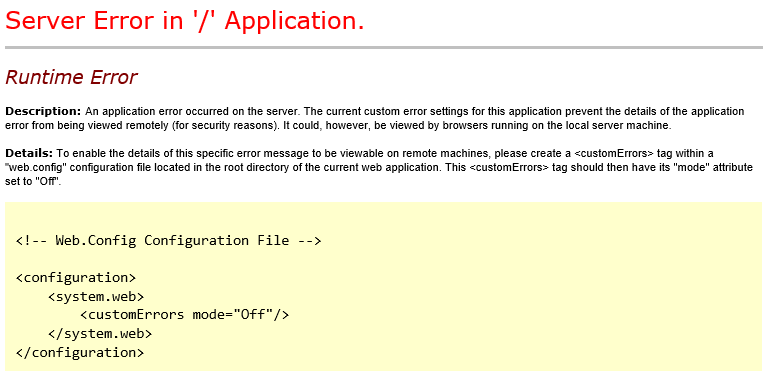 Server Error in '/' Application.
Runtime Error
Description: An application error occurred on the server. The current custom error settings for this application prevent the details of the application
error from being viewed remotely (for security reasons). It could, however, be viewed by browsers running on the local server machine.
Details: To enable the details of this specific error message to be viewable on remote machines, please create a <customErrors> tag within a
"web.config" configuration file located in the root directory of the current web application. This <customErrors> tag should then have its "mode" attribute
set to "Off".
<!-- Web.Config Configuration File -->
<configuration>
    <system.web>
        <customErrors mode="Off"/>
    </system.web>
</configuration>